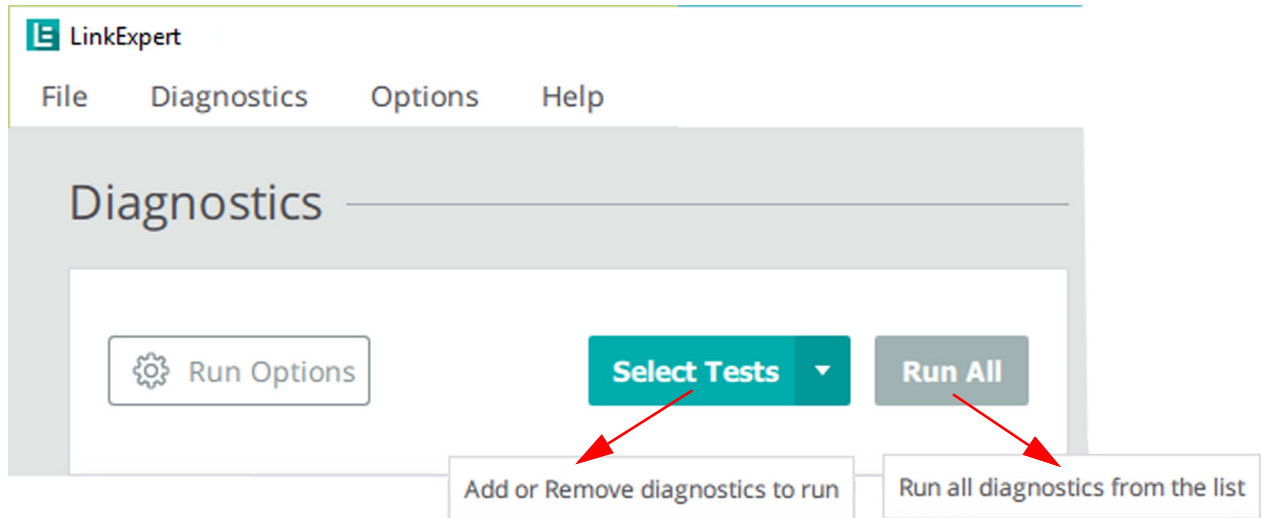 LinkExpert
File Diagnostics Options Help
Diagnostics
Run Options Select Tests Run All
Add or Remove diagnostics to run Run all diagnostics from the list